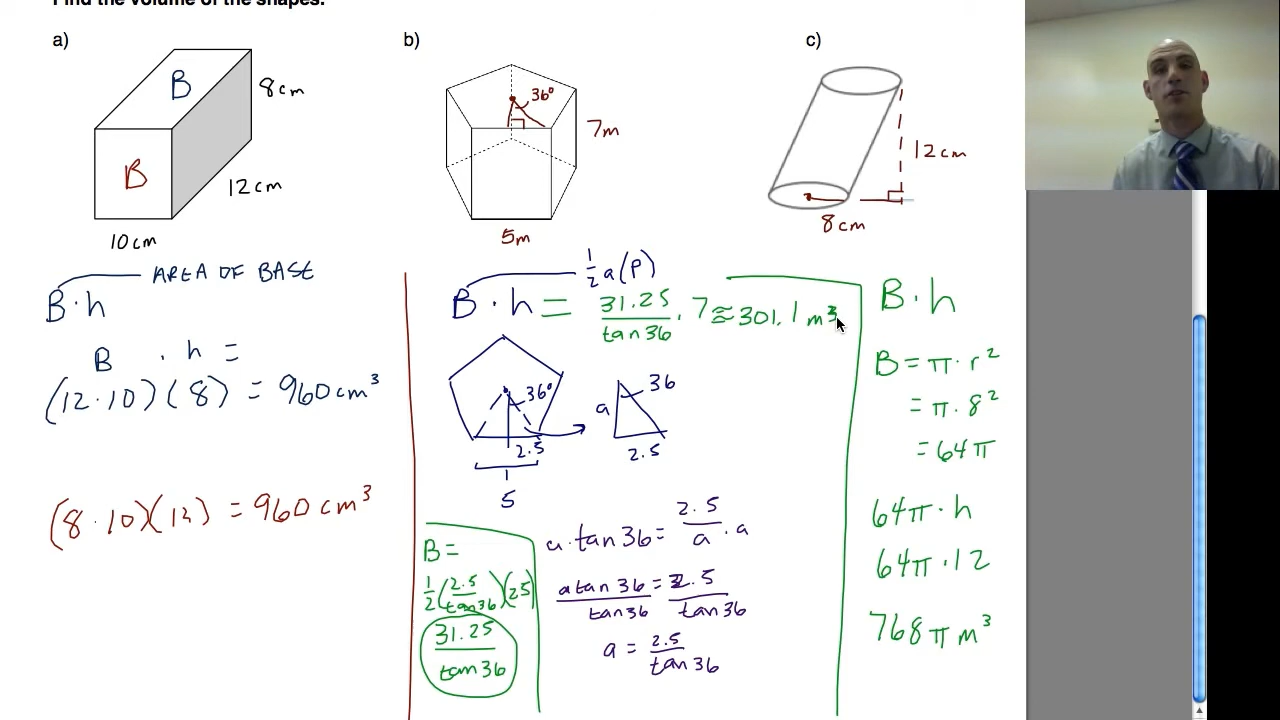 Find the volume of the shapes.
a)
B
B
8cm
12cm
10cm
AREA OF BASE
B·h
B · h =
(12·10)(8) = 960cm³
(8·10)(12) = 960cm³
b)
36°
7m
5m
½a(P)
B·h = 31.25/tan36 · 7 ≈ 301.1 m³
36°
2.5
5
36
a
2.5
a·tan36 = 2.5/a · a
atan36/tan36 = 2.5/tan36
a = 2.5/tan36
B =
½(2.5/tan36)(25)
31.25/tan36
c)
12cm
8cm
B·h
B = π·r²
= π·8²
= 64π
64π·h
64π·12
768πm³